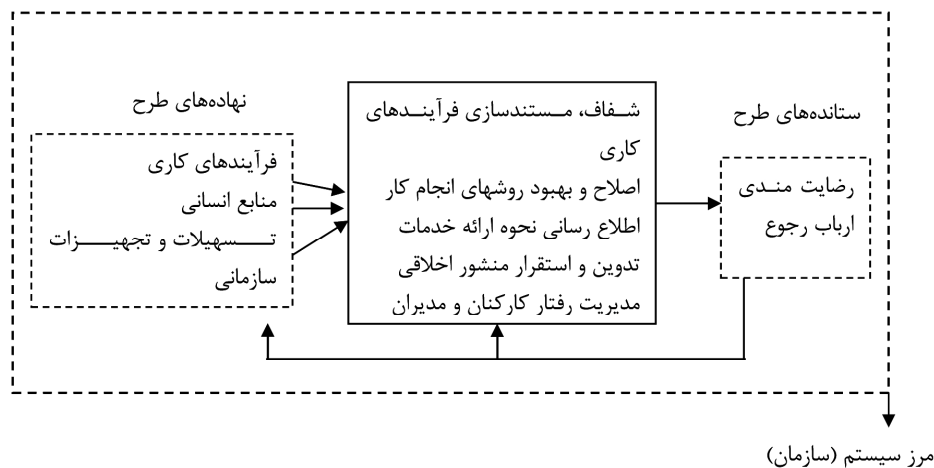 نهاده‌های طرح
فرآیندهای کاری
منابع انسانی
تسهیلات و تجهیزات
سازمانی
شفاف، مستندسازی فرآیندهای
کاری
اصلاح و بهبود روشهای انجام کار
اطلاع رسانی نحوه ارائه خدمات
تدوین و استقرار منشور اخلاقی
مدیریت رفتار کارکنان و مدیران
ستانده‌های طرح
رضایت مندی
ارباب رجوع
مرز سیستم (سازمان)